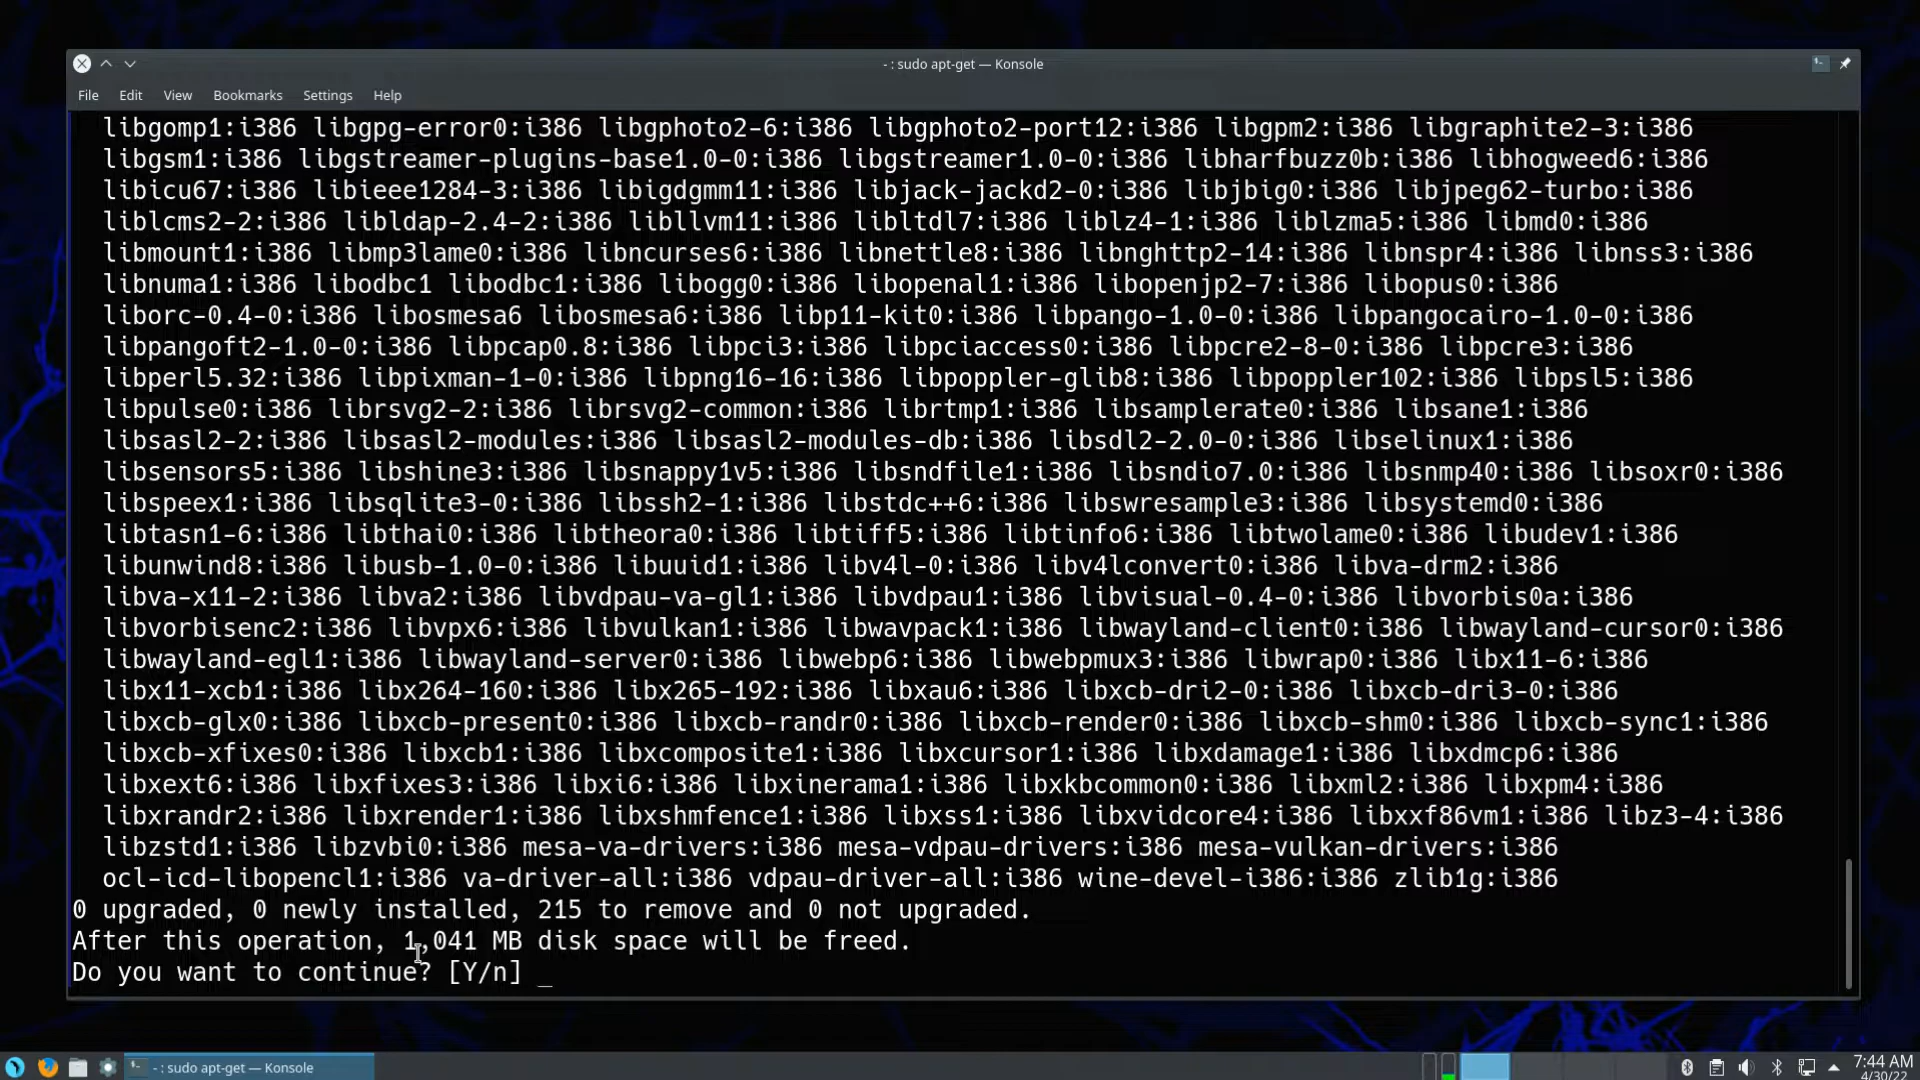 - : sudo apt-get — Konsole
File Edit View Bookmarks Settings Help
libgomp1:i386 libgpg-error0:i386 libgphoto2-6:i386 libgphoto2-port12:i386 libgpm2:i386 libgraphite2-3:i386
libgsm1:i386 libgstreamer-plugins-base1.0-0:i386 libgstreamer1.0-0:i386 libharfbuzz0b:i386 libhogweed6:i386
libicu67:i386 libieee1284-3:i386 libigdgmm11:i386 libjack-jackd2-0:i386 libjbig0:i386 libjpeg62-turbo:i386
liblcms2-2:i386 libldap-2.4-2:i386 libllvm11:i386 libltdl7:i386 liblz4-1:i386 liblzma5:i386 libmd0:i386
libmount1:i386 libmp3lame0:i386 libncurses6:i386 libnettle8:i386 libnghttp2-14:i386 libnspr4:i386 libnss3:i386
libnuma1:i386 libodbc1 libodbc1:i386 libogg0:i386 libopenal1:i386 libopenjp2-7:i386 libopus0:i386
liborc-0.4-0:i386 libosmesa6 libosmesa6:i386 libp11-kit0:i386 libpango-1.0-0:i386 libpangocairo-1.0-0:i386
libpangoft2-1.0-0:i386 libpcap0.8:i386 libpci3:i386 libpciaccess0:i386 libpcre2-8-0:i386 libpcre3:i386
libperl5.32:i386 libpixman-1-0:i386 libpng16-16:i386 libpoppler-glib8:i386 libpoppler102:i386 libpsl5:i386
libpulse0:i386 librsvg2-2:i386 librsvg2-common:i386 librtmp1:i386 libsamplerate0:i386 libsane1:i386
libsasl2-2:i386 libsasl2-modules:i386 libsasl2-modules-db:i386 libsdl2-2.0-0:i386 libselinux1:i386
libsensors5:i386 libshine3:i386 libsnappy1v5:i386 libsndfile1:i386 libsndio7.0:i386 libsnmp40:i386 libsoxr0:i386
libspeex1:i386 libsqlite3-0:i386 libssh2-1:i386 libstdc++6:i386 libswresample3:i386 libsystemd0:i386
libtasn1-6:i386 libthai0:i386 libtheora0:i386 libtiff5:i386 libtinfo6:i386 libtwolame0:i386 libudev1:i386
libunwind8:i386 libusb-1.0-0:i386 libuuid1:i386 libv4l-0:i386 libv4lconvert0:i386 libva-drm2:i386
libva-x11-2:i386 libva2:i386 libvdpau-va-gl1:i386 libvdpau1:i386 libvisual-0.4-0:i386 libvorbis0a:i386
libvorbisenc2:i386 libvpx6:i386 libvulkan1:i386 libwavpack1:i386 libwayland-client0:i386 libwayland-cursor0:i386
libwayland-egl1:i386 libwayland-server0:i386 libwebp6:i386 libwebpmux3:i386 libwrap0:i386 libx11-6:i386
libx11-xcb1:i386 libx264-160:i386 libx265-192:i386 libxau6:i386 libxcb-dri2-0:i386 libxcb-dri3-0:i386
libxcb-glx0:i386 libxcb-present0:i386 libxcb-randr0:i386 libxcb-render0:i386 libxcb-shm0:i386 libxcb-sync1:i386
libxcb-xfixes0:i386 libxcb1:i386 libxcomposite1:i386 libxcursor1:i386 libxdamage1:i386 libxdmcp6:i386
libxext6:i386 libxfixes3:i386 libxi6:i386 libxinerama1:i386 libxkbcommon0:i386 libxml2:i386 libxpm4:i386
libxrandr2:i386 libxrender1:i386 libxshmfence1:i386 libxss1:i386 libxvidcore4:i386 libxxf86vm1:i386 libz3-4:i386
libzstd1:i386 libzvbi0:i386 mesa-va-drivers:i386 mesa-vdpau-drivers:i386 mesa-vulkan-drivers:i386
ocl-icd-libopencl1:i386 va-driver-all:i386 vdpau-driver-all:i386 wine-devel-i386:i386 zlib1g:i386
0 upgraded, 0 newly installed, 215 to remove and 0 not upgraded.
After this operation, 1,041 MB disk space will be freed.
Do you want to continue? [Y/n] _
- : sudo apt-get — Konsole
7:44 AM
4/30/22